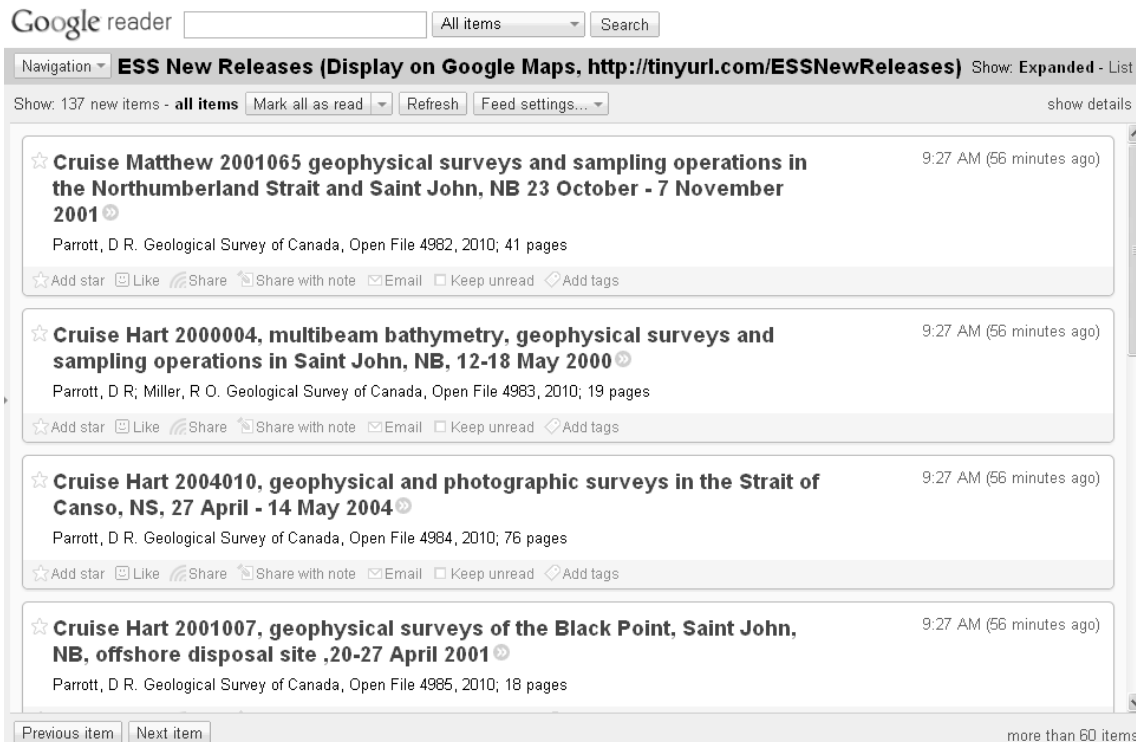 Google reader All items Search
Navigation ESS New Releases (Display on Google Maps, http://tinyurl.com/ESSNewReleases) Show: Expanded - List
Show: 137 new items - all items Mark all as read Refresh Feed settings... show details
Cruise Matthew 2001065 geophysical surveys and sampling operations in 9:27 AM (56 minutes ago)
the Northumberland Strait and Saint John, NB 23 October - 7 November
2001
Parrott, D R. Geological Survey of Canada, Open File 4982, 2010; 41 pages
Add star Like Share Share with note Email Keep unread Add tags
Cruise Hart 2000004, multibeam bathymetry, geophysical surveys and 9:27 AM (56 minutes ago)
sampling operations in Saint John, NB, 12-18 May 2000
Parrott, D R; Miller, R O. Geological Survey of Canada, Open File 4983, 2010; 19 pages
Add star Like Share Share with note Email Keep unread Add tags
Cruise Hart 2004010, geophysical and photographic surveys in the Strait of 9:27 AM (56 minutes ago)
Canso, NS, 27 April - 14 May 2004
Parrott, D R. Geological Survey of Canada, Open File 4984, 2010; 76 pages
Add star Like Share Share with note Email Keep unread Add tags
Cruise Hart 2001007, geophysical surveys of the Black Point, Saint John, 9:27 AM (56 minutes ago)
NB, offshore disposal site ,20-27 April 2001
Parrott, D R. Geological Survey of Canada, Open File 4985, 2010; 18 pages
Previous item Next item more than 60 items